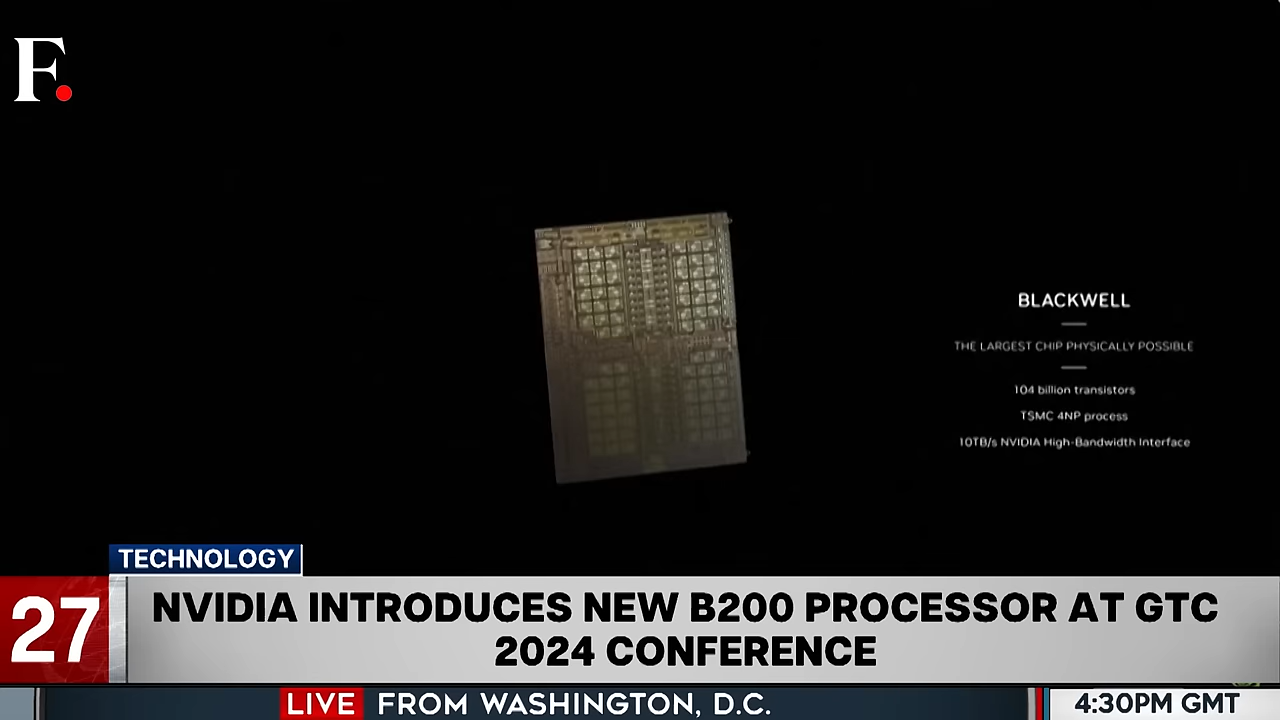 F.
BLACKWELL
THE LARGEST CHIP PHYSICALLY POSSIBLE
104 billion transistors
TSMC 4NP process
10TB/s NVIDIA High-Bandwidth Interface
TECHNOLOGY
27
NVIDIA INTRODUCES NEW B200 PROCESSOR AT GTC
2024 CONFERENCE
LIVE FROM WASHINGTON, D.C.
4:30PM GMT